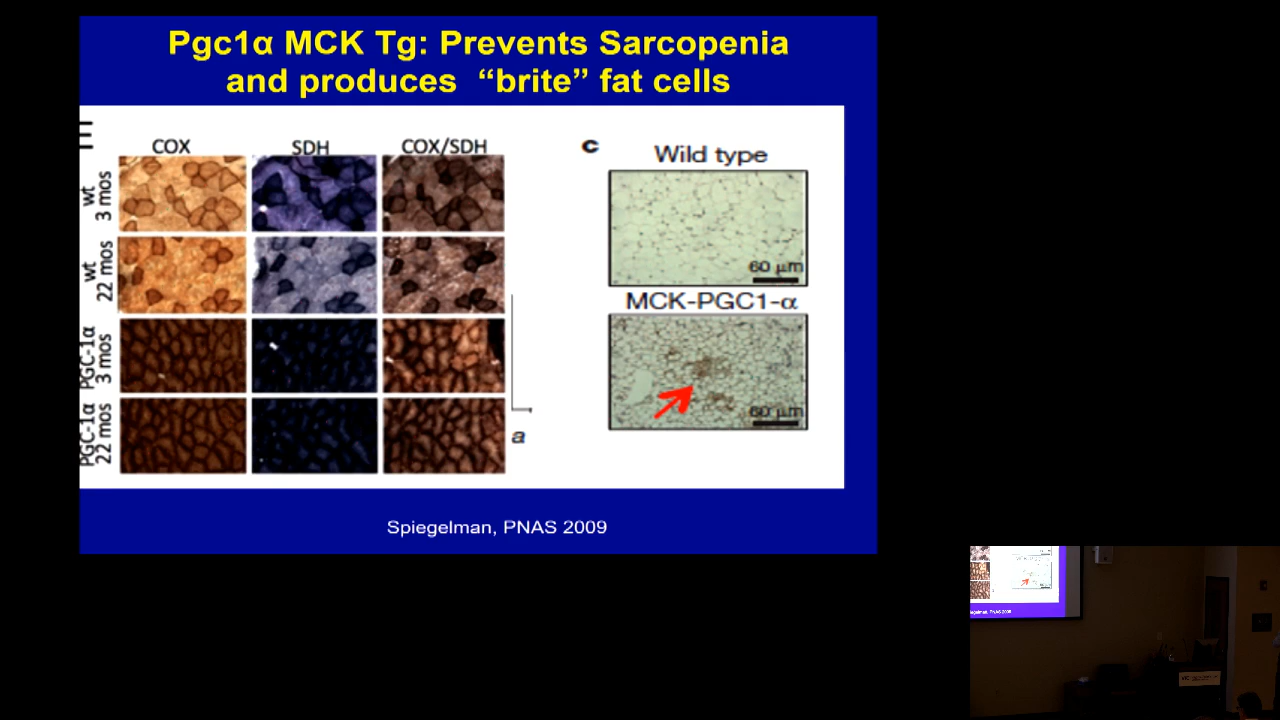 Pgc1α MCK Tg: Prevents Sarcopenia
and produces “brite” fat cells
E
COX
SDH
COX/SDH
wt
3 mos
wt
22 mos
PGC-1α
3 mos
PGC-1α
22 mos
a
c
Wild type
60 µm
MCK-PGC1-α
60 µm
Spiegelman, PNAS 2009